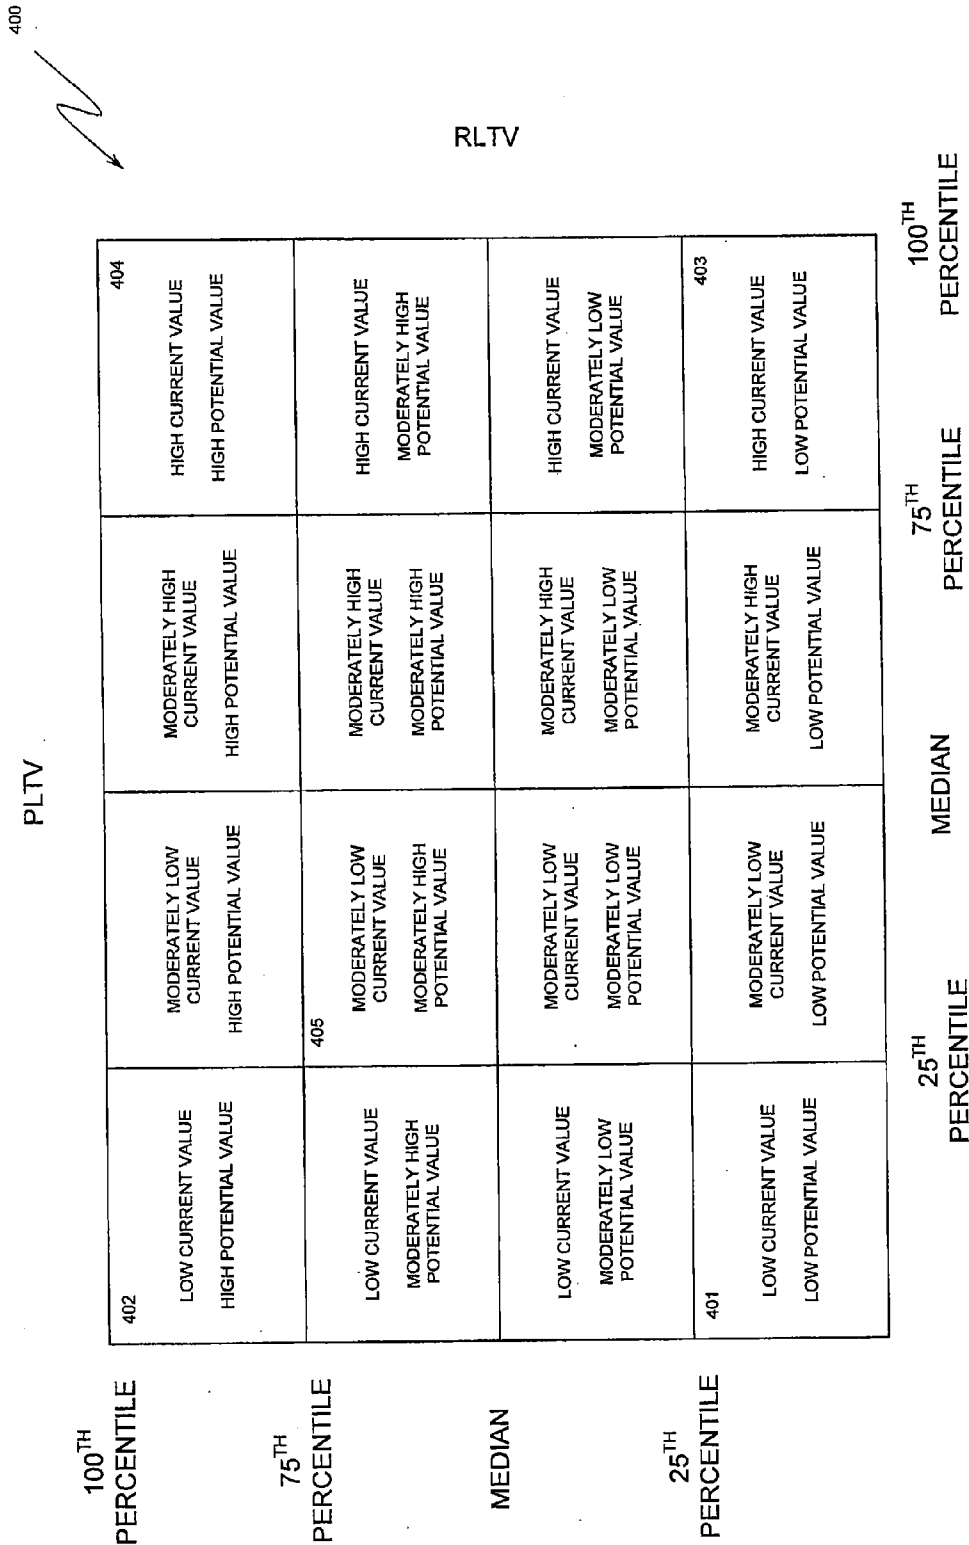 400
PLTV
100TH
PERCENTILE
402
LOW CURRENT VALUE
HIGH POTENTIAL VALUE
MODERATELY LOW
CURRENT VALUE
HIGH POTENTIAL VALUE
MODERATELY HIGH
CURRENT VALUE
HIGH POTENTIAL VALUE
404
HIGH CURRENT VALUE
HIGH POTENTIAL VALUE
75TH
PERCENTILE
LOW CURRENT VALUE
MODERATELY HIGH
POTENTIAL VALUE
405
MODERATELY LOW
CURRENT VALUE
MODERATELY HIGH
POTENTIAL VALUE
MODERATELY HIGH
CURRENT VALUE
MODERATELY HIGH
POTENTIAL VALUE
HIGH CURRENT VALUE
MODERATELY HIGH
POTENTIAL VALUE
RLTV
MEDIAN
LOW CURRENT VALUE
MODERATELY LOW
POTENTIAL VALUE
MODERATELY LOW
CURRENT VALUE
MODERATELY LOW
POTENTIAL VALUE
MODERATELY HIGH
CURRENT VALUE
MODERATELY LOW
POTENTIAL VALUE
HIGH CURRENT VALUE
MODERATELY LOW
POTENTIAL VALUE
25TH
PERCENTILE
401
LOW CURRENT VALUE
LOW POTENTIAL VALUE
MODERATELY LOW
CURRENT VALUE
LOW POTENTIAL VALUE
MODERATELY HIGH
CURRENT VALUE
LOW POTENTIAL VALUE
403
HIGH CURRENT VALUE
LOW POTENTIAL VALUE
25TH
PERCENTILE
MEDIAN
75TH
PERCENTILE
100TH
PERCENTILE